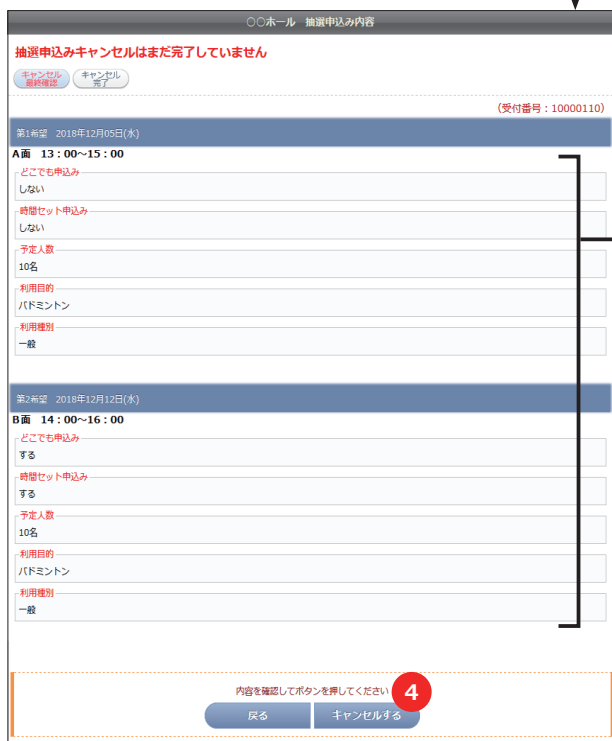 ○○ホール 抽選申込み内容
抽選申込みキャンセルはまだ完了していません
キャンセル
最終確認
キャンセル
完了
(受付番号：10000110)
第1希望 2018年12月05日(水)
A面 13：00～15：00
どこでも申込み
しない
時間セット申込み
しない
予定人数
10名
利用目的
バドミントン
利用種別
一般
第2希望 2018年12月12日(水)
B面 14：00～16：00
どこでも申込み
する
時間セット申込み
する
予定人数
10名
利用目的
バドミントン
利用種別
一般
内容を確認してボタンを押してください
4
戻る
キャンセルする